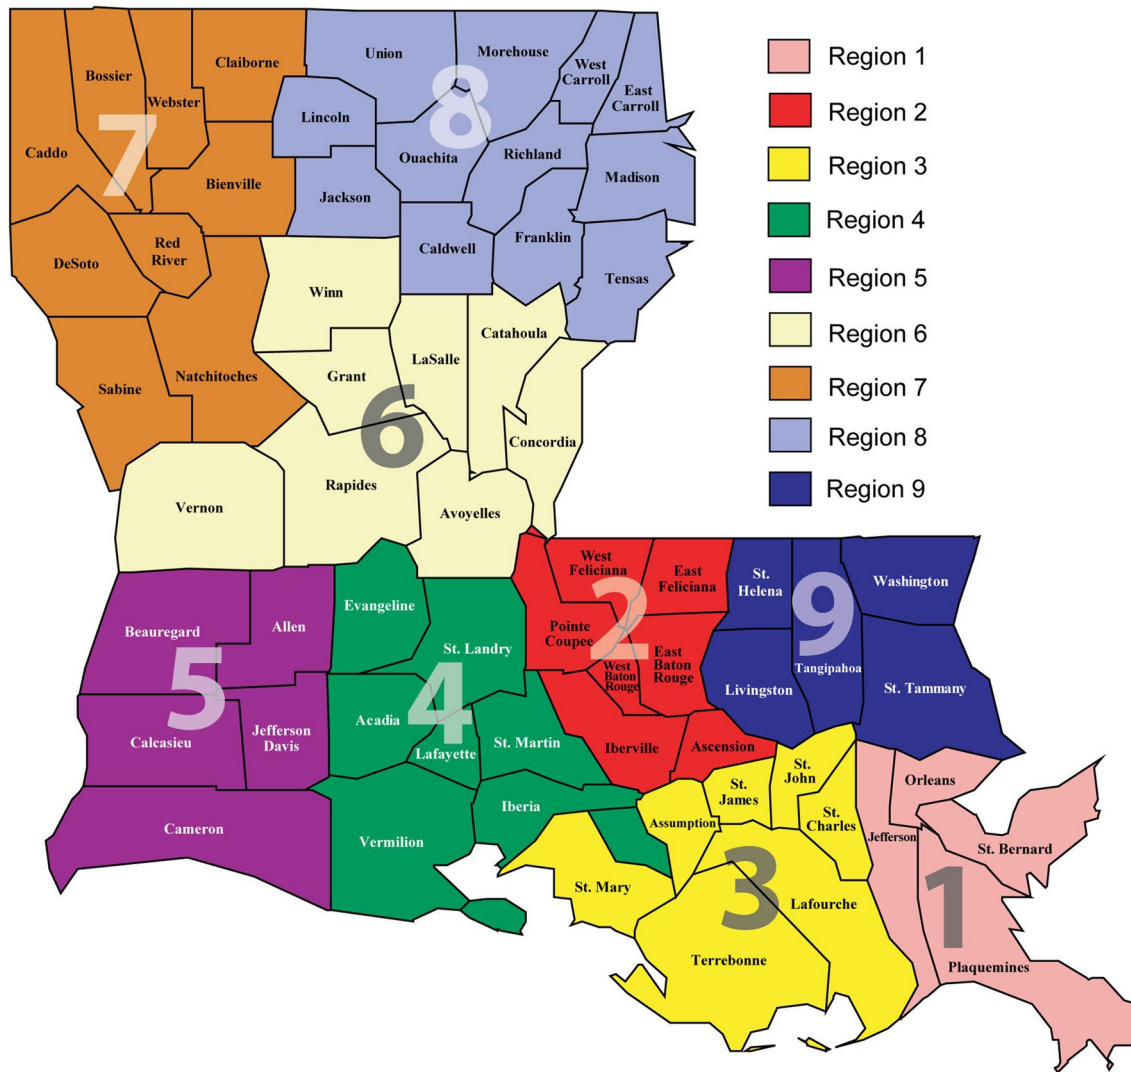 Union
Morehouse
Claiborne
West
Carroll
Bossier
Webster
East
Carroll
8
Lincoln
7
Caddo
Ouachita
Richland
Bienville
Madison
Jackson
Red
River
Franklin
Caldwell
DeSoto
Tensas
Winn
Catahoula
LaSalle
Grant
Natchitoches
Sabine
6
Concordia
Rapides
Vernon
Avoyelles
West
Feliciana
East
Feliciana
St.
Helena
Washington
Evangeline
2
9
Beauregard
Allen
Pointe
Coupee
St. Landry
East
Baton
Rouge
West
Baton
Rouge
Tangipahoa
5
4
Livingston
St. Tammany
Acadia
Jefferson
Davis
Calcasieu
St. Martin
Lafayette
Iberville
Ascension
St.
John
Orleans
St.
James
Iberia
St.
Charles
Assumption
Cameron
Vermilion
Jefferson
St. Bernard
St. Mary
3
1
Lafourche
Terrebonne
Plaquemines
Region 1
Region 2
Region 3
Region 4
Region 5
Region 6
Region 7
Region 8
Region 9